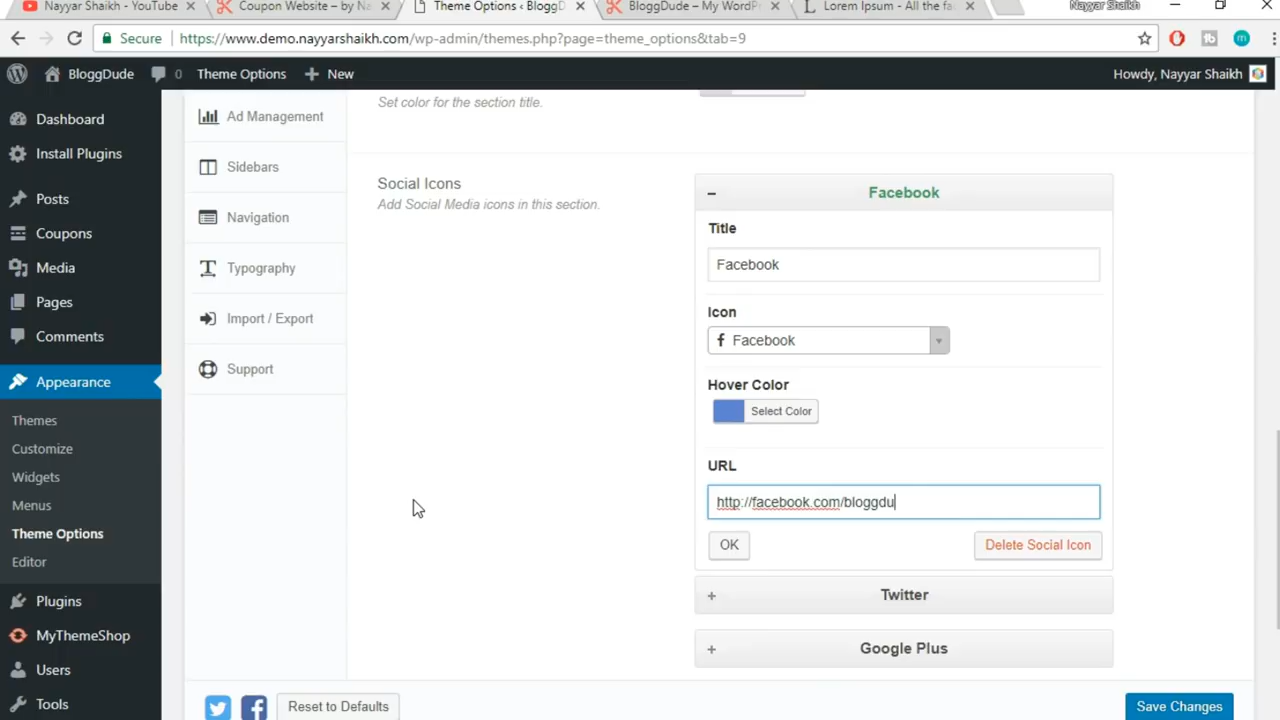 Nayyar Shaikh - YouTube
Coupon Website – by Na
Theme Options ‹ BloggD
BloggDude – My WordP
Lorem Ipsum - All the fa
Nayyar Shaikh
Secure
https://www.demo.nayyarshaikh.com/wp-admin/themes.php?page=theme_options&tab=9
BloggDude
0
Theme Options
New
Howdy, Nayyar Shaikh
Dashboard
Install Plugins
Posts
Coupons
Media
Pages
Comments
Appearance
Themes
Customize
Widgets
Menus
Theme Options
Editor
Plugins
MyThemeShop
Users
Tools
Ad Management
Sidebars
Navigation
Typography
Import / Export
Support
Set color for the section title.
Social Icons
Add Social Media icons in this section.
Facebook
Title
Facebook
Icon
Facebook
Hover Color
Select Color
URL
http://facebook.com/bloggdu
OK
Delete Social Icon
Twitter
Google Plus
Reset to Defaults
Save Changes